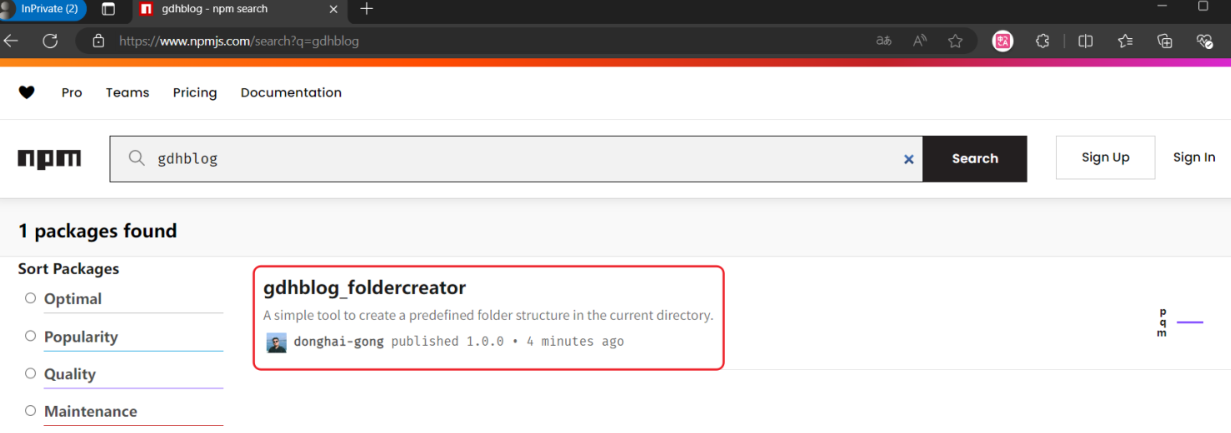 InPrivate (2)
gdhblog - npm search
https://www.npmjs.com/search?q=gdhblog
Pro Teams Pricing Documentation
npm
gdhblog
Search
Sign Up
Sign In
1 packages found
Sort Packages
Optimal
Popularity
Quality
Maintenance
gdhblog_foldercreator
A simple tool to create a predefined folder structure in the current directory.
donghai-gong published 1.0.0 • 4 minutes ago
p
q
m